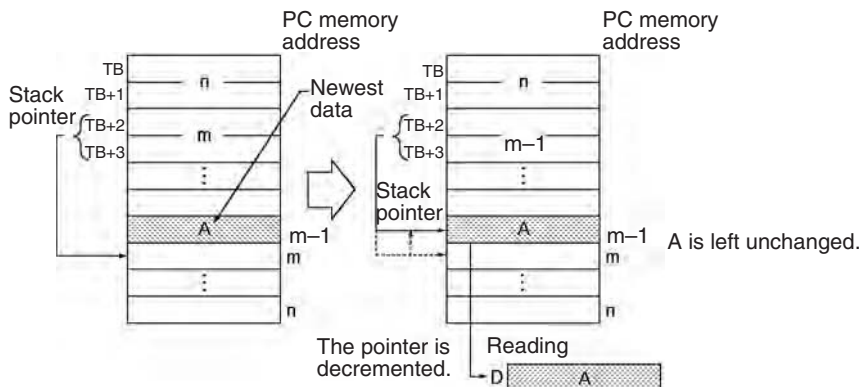 PC memory
address
TB
n
TB+1
Stack
pointer
TB+2
m
TB+3
Newest
data
A
m–1
n
PC memory
address
TB
n
TB+1
TB+2
m–1
TB+3
Stack
pointer
A
m–1
A is left unchanged.
m
n
The pointer is
decremented.
Reading
D
A